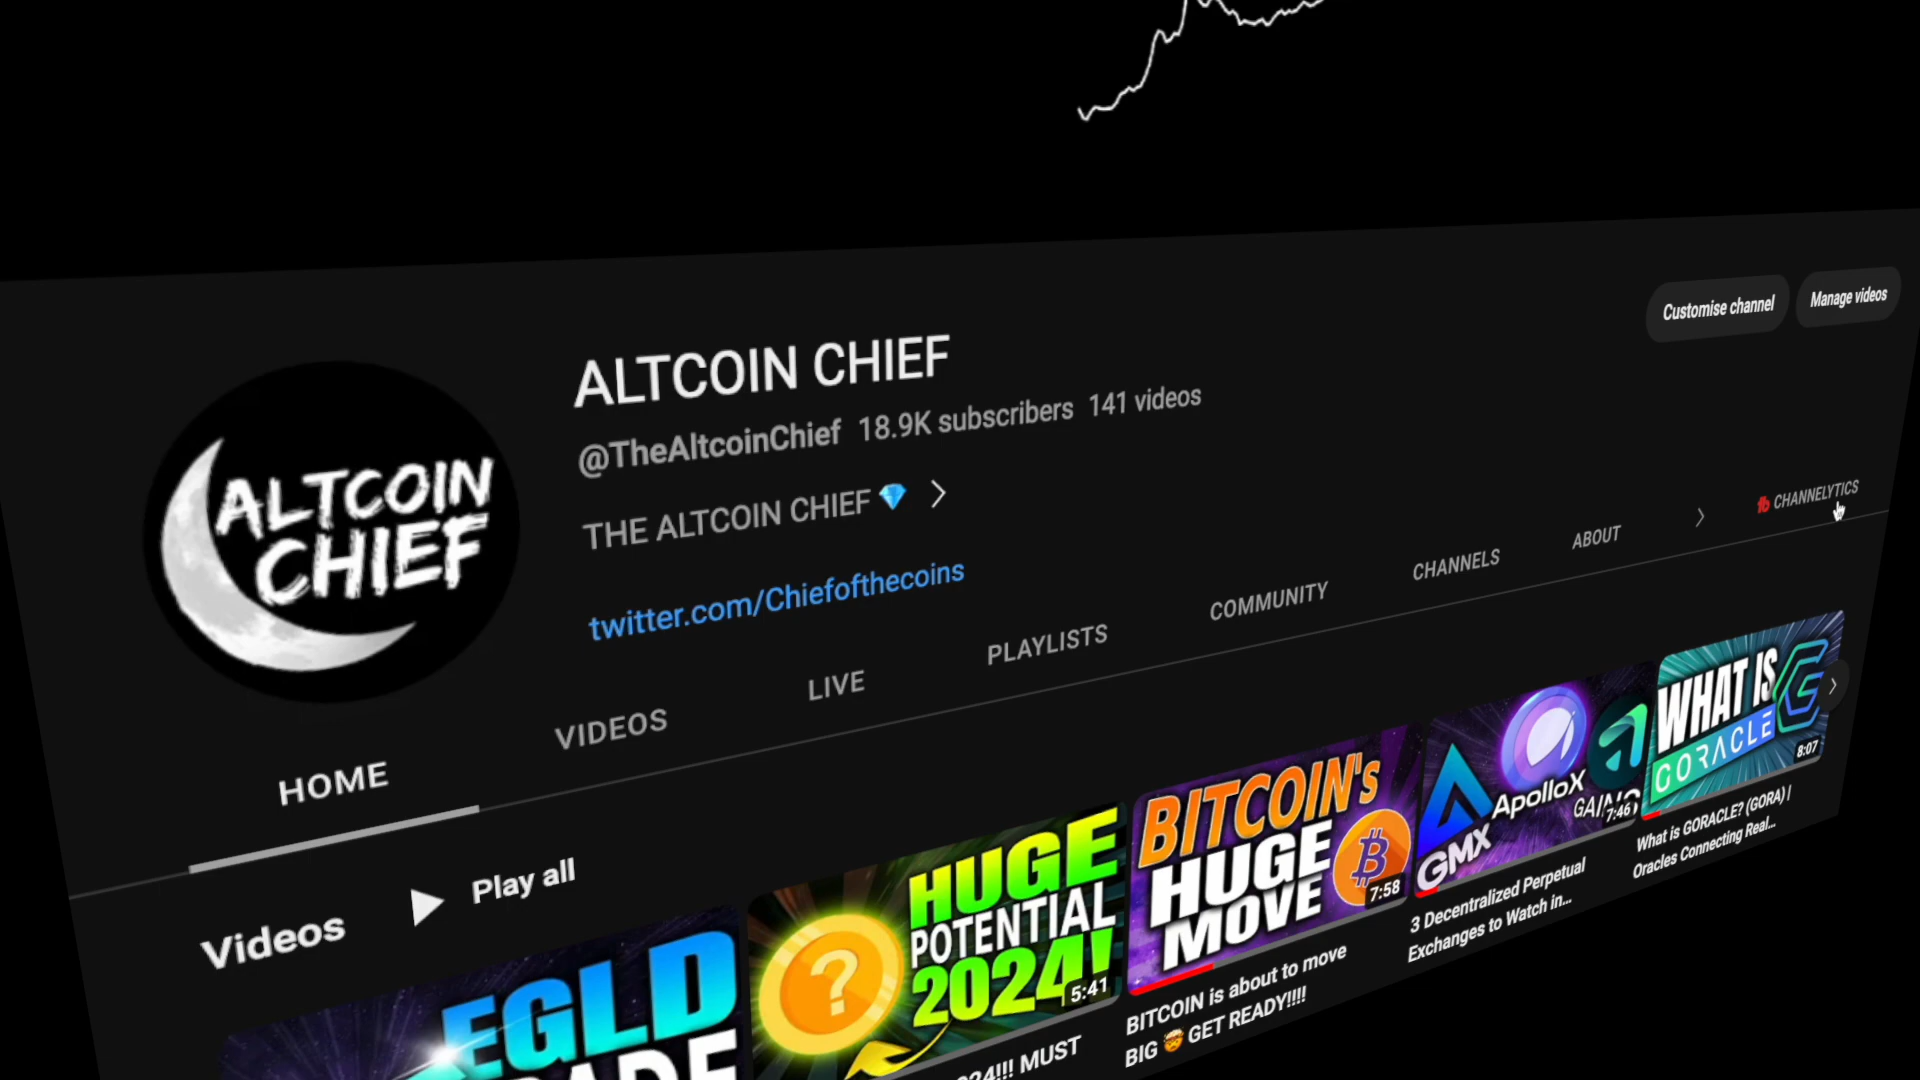 Customise channel
Manage videos
ALTCOIN CHIEF
@TheAltcoinChief 18.9K subscribers 141 videos
THE ALTCOIN CHIEF 💎 >
twitter.com/Chiefofthecoins
ALTCOIN
CHIEF
HOME
VIDEOS
LIVE
PLAYLISTS
COMMUNITY
CHANNELS
ABOUT
CHANNELYTICS
Videos
Play all
EGLD
HUGE
POTENTIAL
2024!
5:41
MUST
BITCOIN's
HUGE
MOVE
7:58
BITCOIN is about to move
BIG 🤯 GET READY!!!!
ApolloX
GMX
7:46
3 Decentralized Perpetual
Exchanges to Watch in...
WHAT IS
GORACLE
8:07
What is GORACLE? (GORA) |
Oracles Connecting Real...